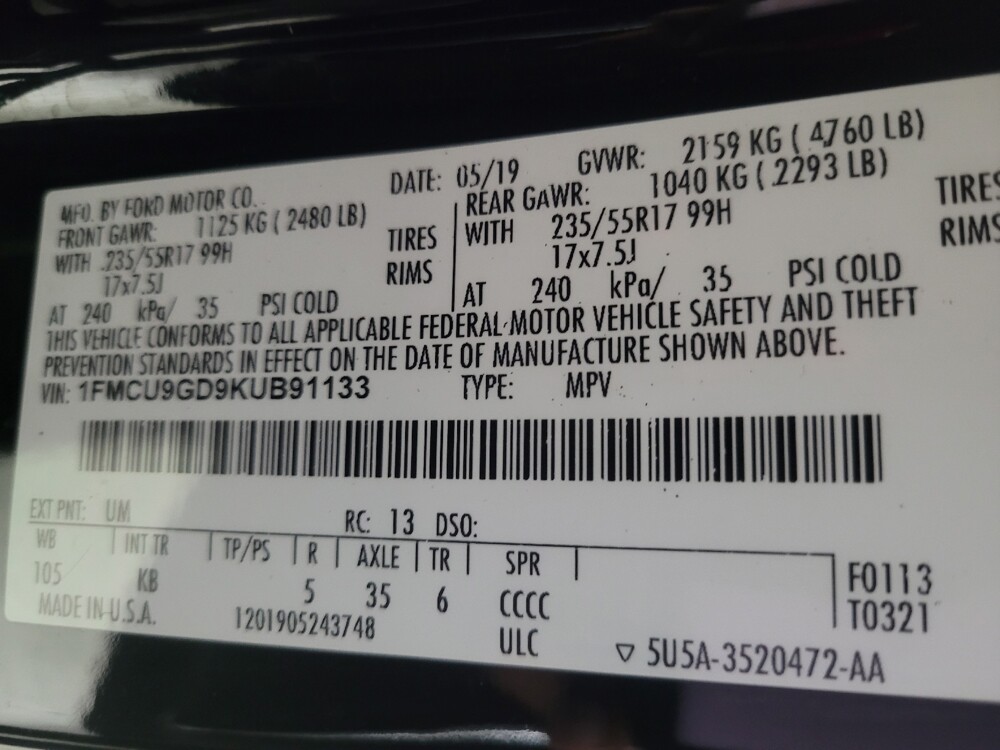 MFD. BY FORD MOTOR CO. DATE: 05/19 GVWR: 2159 KG ( 4760 LB)
FRONT GAWR: 1125 KG ( 2480 LB) REAR GAWR: 1040 KG ( 2293 LB)
WITH 235/55R17 99H TIRES WITH 235/55R17 99H TIRES
17x7.5J RIMS 17x7.5J RIMS
AT 240 kPa/ 35 PSI COLD AT 240 kPa/ 35 PSI COLD
THIS VEHICLE CONFORMS TO ALL APPLICABLE FEDERAL MOTOR VEHICLE SAFETY AND THEFT
PREVENTION STANDARDS IN EFFECT ON THE DATE OF MANUFACTURE SHOWN ABOVE.
VIN: 1FMCU9GD9KUB91133 TYPE: MPV
EXT PNT: UM RC: 13 DSO:
WB INT TR TP/PS R AXLE TR SPR
105 KB 5 35 6 CCCC F0113
MADE IN U.S.A. 1201905243748 ULC T0321
▽ 5U5A-3520472-AA